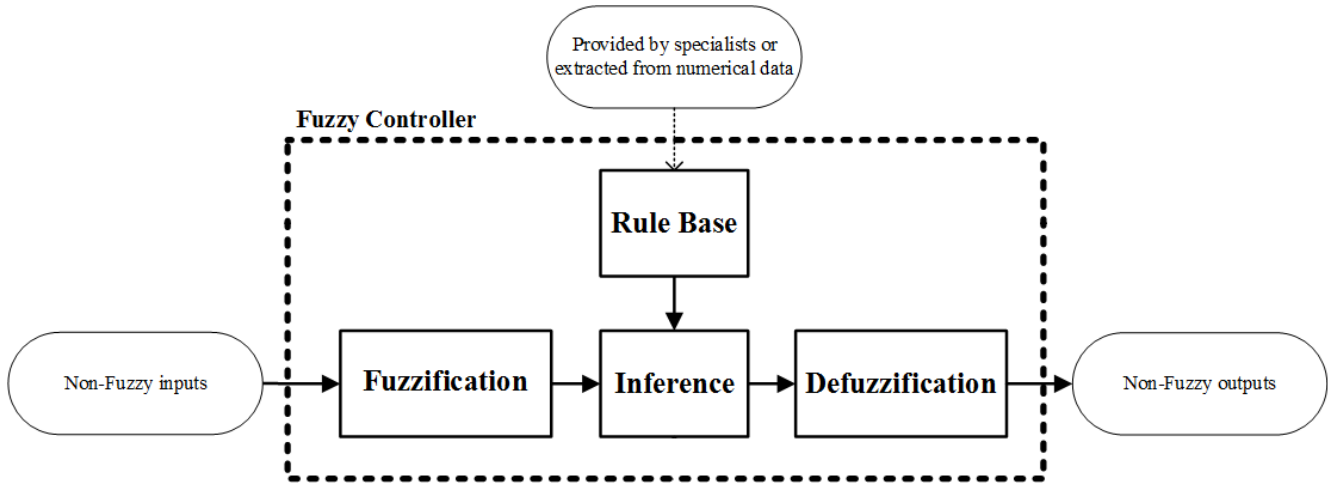 Provided by specialists or
extracted from numerical data
Fuzzy Controller
Rule Base
Non-Fuzzy inputs
Fuzzification
Inference
Defuzzification
Non-Fuzzy outputs